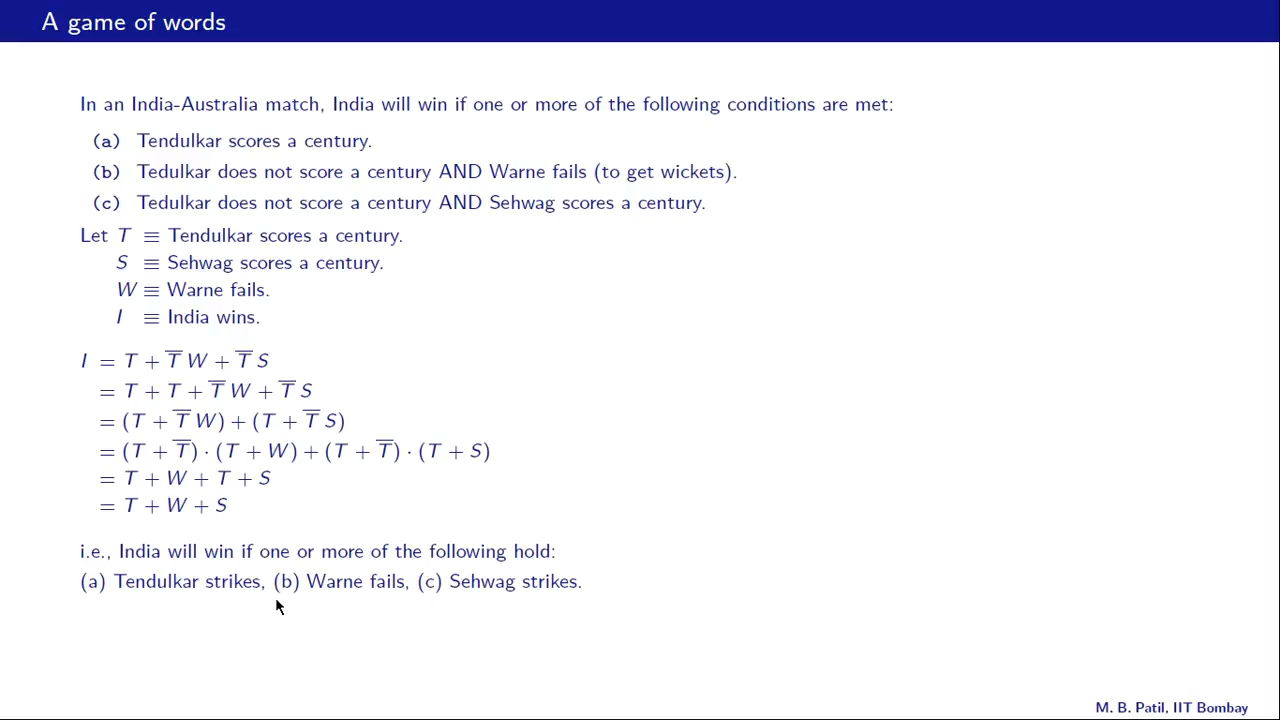 A game of words
In an India-Australia match, India will win if one or more of the following conditions are met:
(a) Tendulkar scores a century.
(b) Tedulkar does not score a century AND Warne fails (to get wickets).
(c) Tedulkar does not score a century AND Sehwag scores a century.
Let T ≡ Tendulkar scores a century.
S ≡ Sehwag scores a century.
W ≡ Warne fails.
I ≡ India wins.
I = T + T̅ W + T̅ S
= T + T + T̅ W + T̅ S
= (T + T̅ W) + (T + T̅ S)
= (T + T̅) · (T + W) + (T + T̅) · (T + S)
= T + W + T + S
= T + W + S
i.e., India will win if one or more of the following hold:
(a) Tendulkar strikes, (b) Warne fails, (c) Sehwag strikes.
M. B. Patil, IIT Bombay